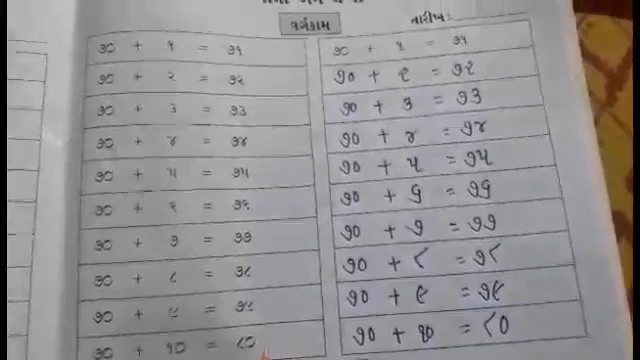 વર્ગકામ
તારીખ:
૭૦ + ૧ = ૭૧
૭૦ + ૨ = ૭૨
૭૦ + ૩ = ૭૩
૭૦ + ૪ = ૭૪
૭૦ + ૫ = ૭૫
૭૦ + ૬ = ૭૬
૭૦ + ૭ = ૭૭
૭૦ + ૮ = ૭૮
૭૦ + ૯ = ૭૯
૭૦ + ૧૦ = ૮૦
૭૦ + ૧ = ૭૧
૭૦ + ૨ = ૭૨
૭૦ + ૩ = ૭૩
૭૦ + ૪ = ૭૪
૭૦ + ૫ = ૭૫
૭૦ + ૬ = ૭૬
૭૦ + ૭ = ૭૭
૭૦ + ૮ = ૭૮
૭૦ + ૯ = ૭૯
૭૦ + ૧૦ = ૮૦